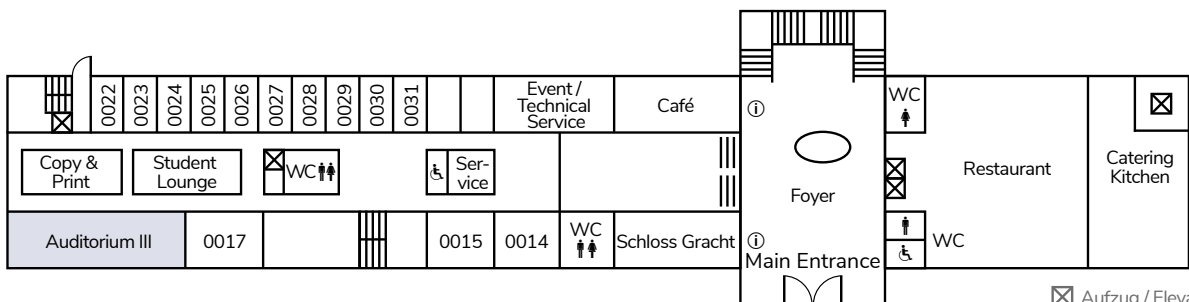 0022
0023
0024
0025
0026
0027
0028
0029
0030
0031
Event /
Technical
Service
Café
WC
Copy &
Print
Student
Lounge
WC
Ser-
vice
Foyer
Restaurant
Catering
Kitchen
Auditorium III
0017
0015
0014
WC
Schloss Gracht
Main Entrance
WC
Aufzug / Eleva